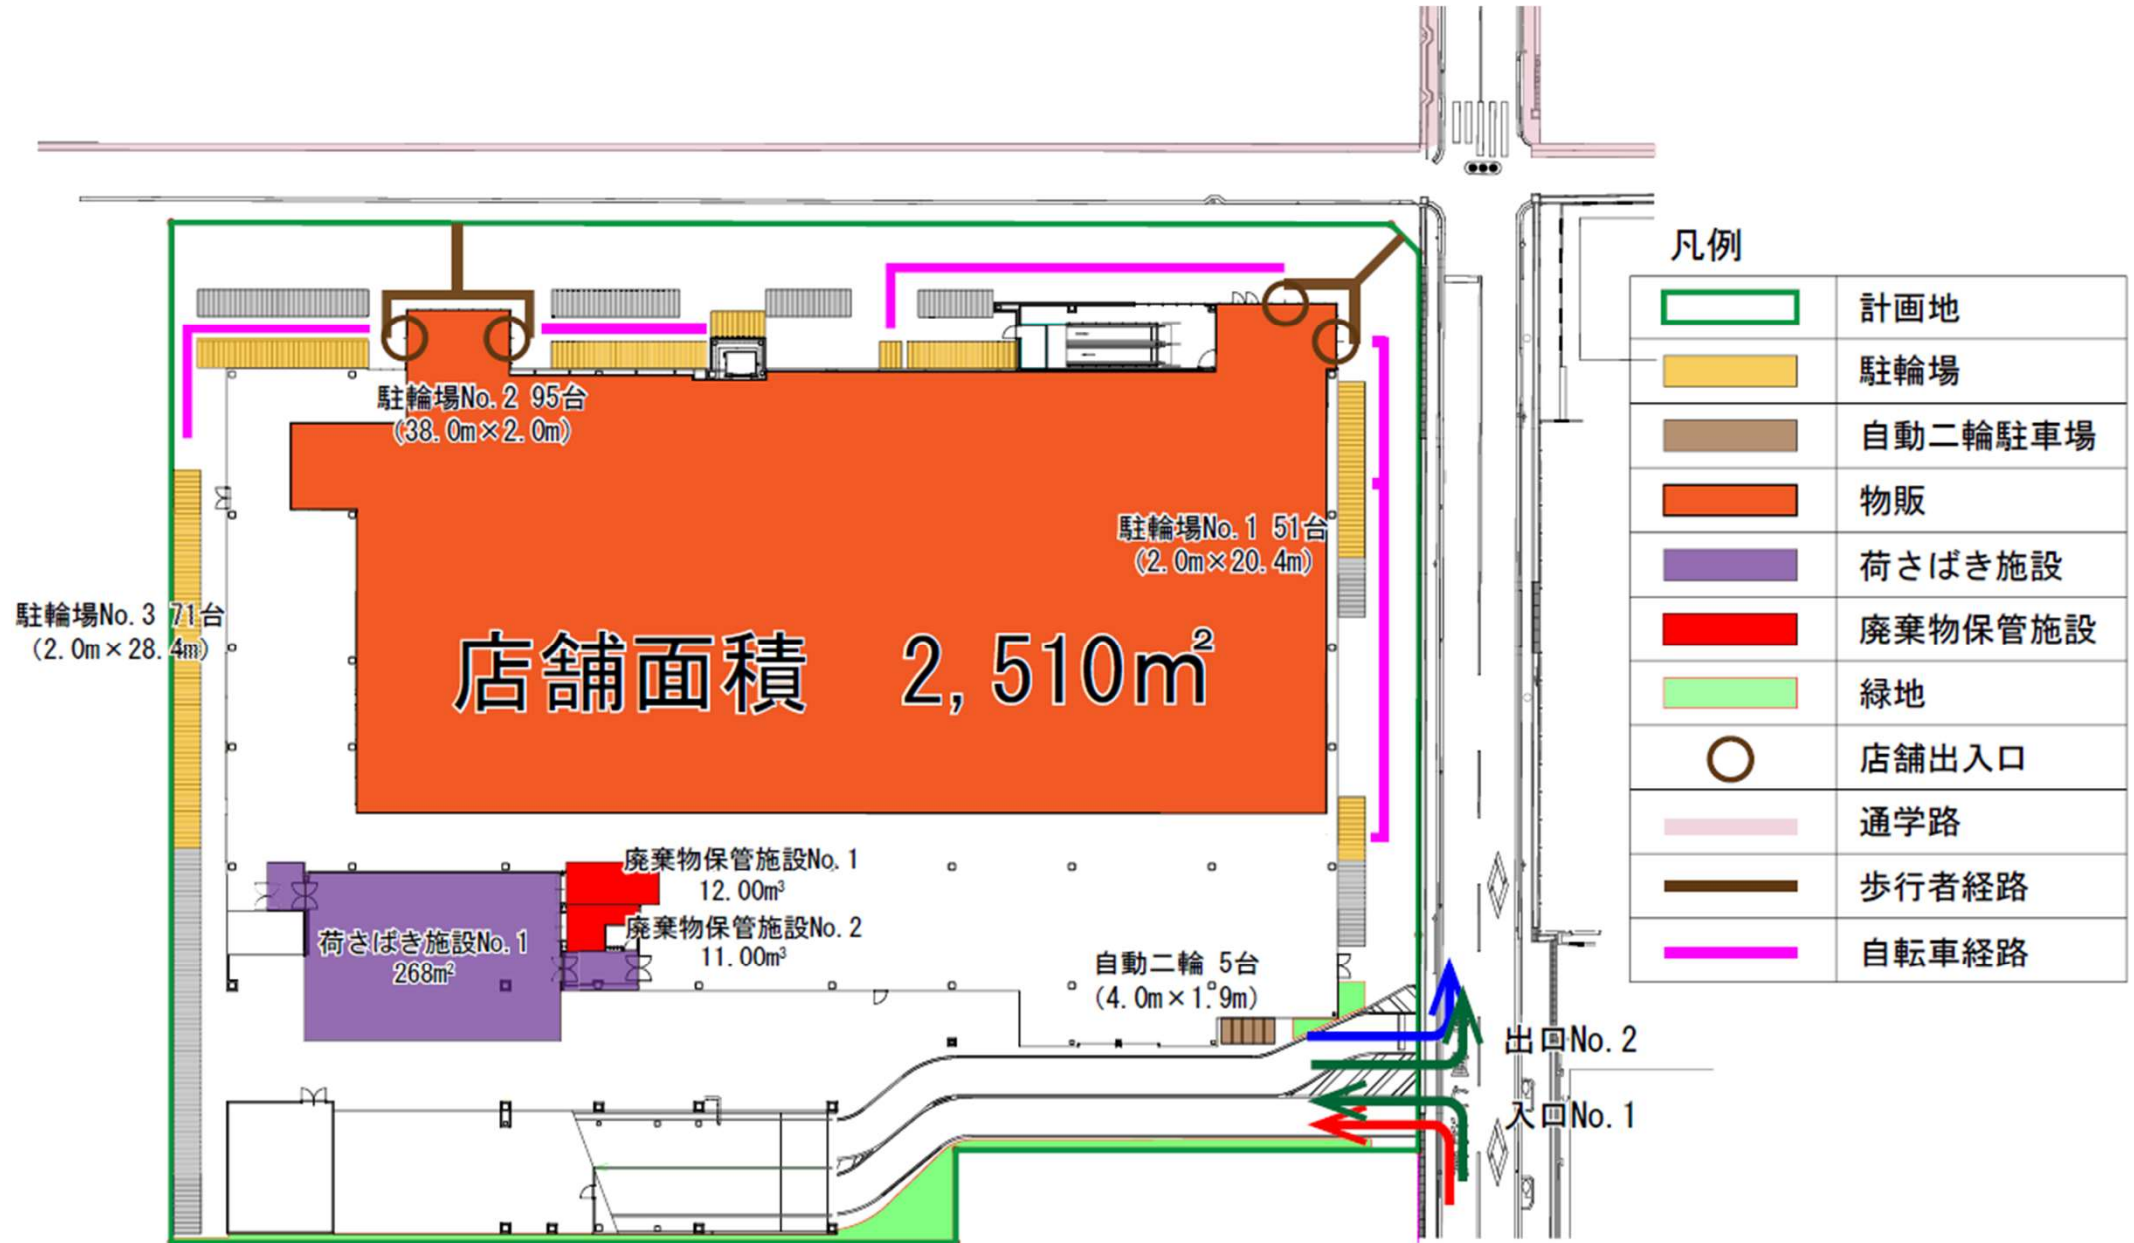 凡例
計画地
駐輪場
自動二輪駐車場
物販
荷さばき施設
廃棄物保管施設
緑地
店舗出入口
通学路
歩行者経路
自転車経路
駐輪場No.2 95台
(38.0m×2.0m)
駐輪場No.1 51台
(2.0m×20.4m)
駐輪場No.3 71台
(2.0m×28.4m)
店舗面積 2,510㎡
廃棄物保管施設No.1
12.00m³
廃棄物保管施設No.2
11.00m³
荷さばき施設No.1
268m²
自動二輪 5台
(4.0m×1.9m)
出口No.2
入口No.1